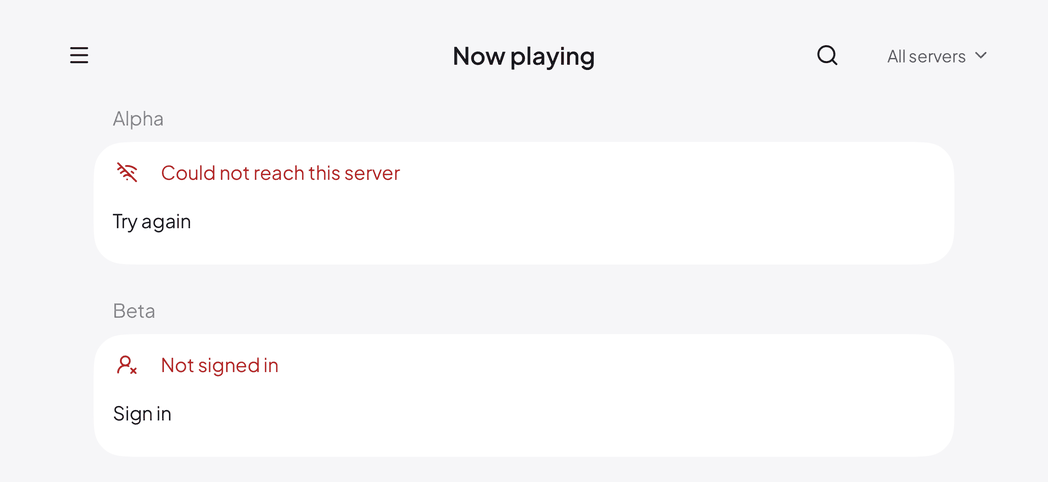 Now playing
All servers
Alpha
Could not reach this server
Try again
Beta
Not signed in
Sign in